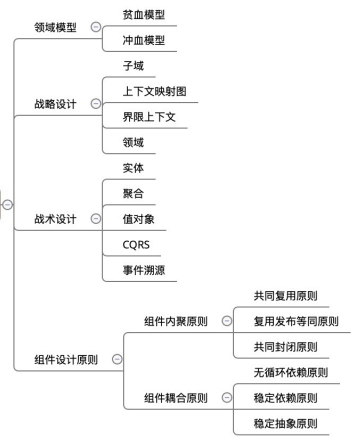 领域模型
贫血模型
冲血模型
战略设计
子域
上下文映射图
界限上下文
领域
战术设计
实体
聚合
值对象
CQRS
事件溯源
组件设计原则
组件内聚原则
共同复用原则
复用发布等同原则
共同封闭原则
组件耦合原则
无循环依赖原则
稳定依赖原则
稳定抽象原则